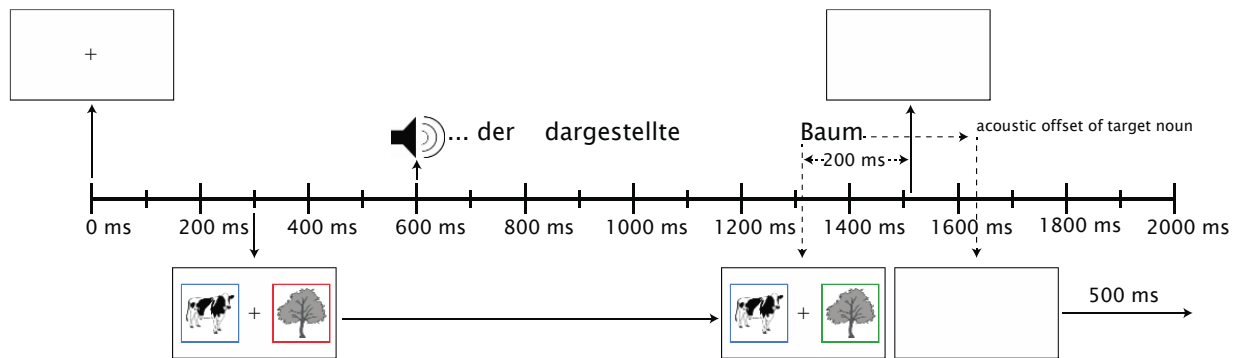 +
... der dargestellte Baum
acoustic offset of target noun
200 ms
0 ms 200 ms 400 ms 600 ms 800 ms 1000 ms 1200 ms 1400 ms 1600 ms 1800 ms 2000 ms
+
+
500 ms